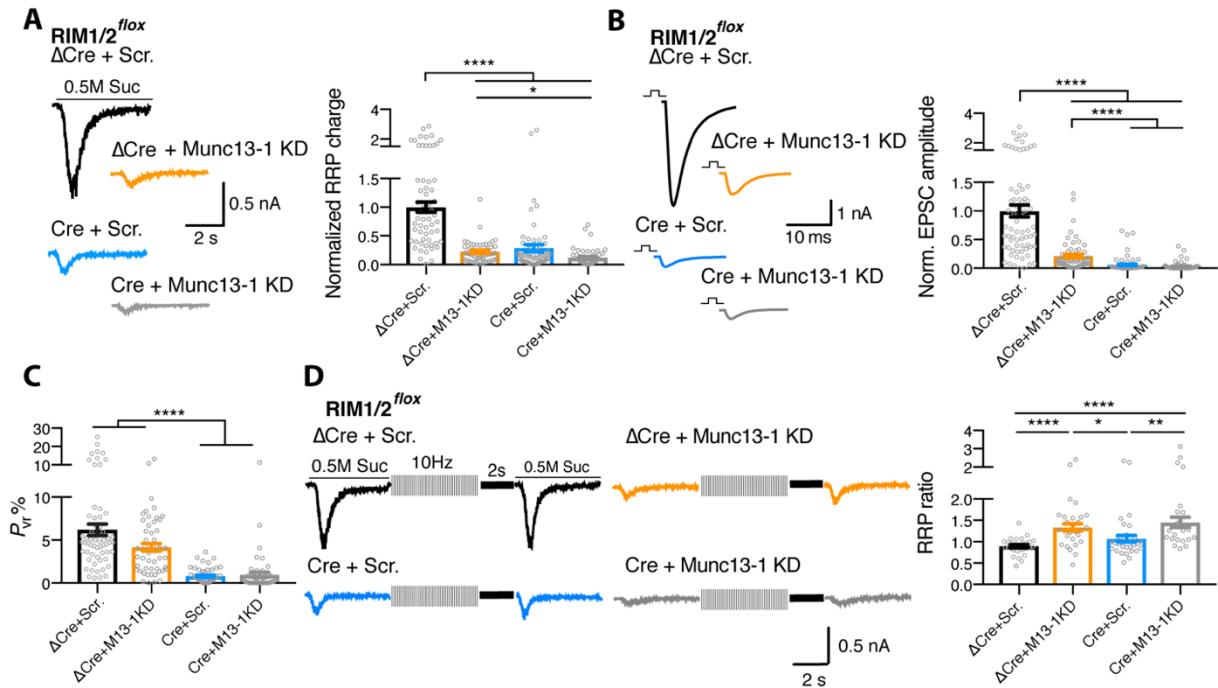 A
RIM1/2flox
ΔCre + Scr.
0.5M Suc
ΔCre + Munc13-1 KD
0.5 nA
2 s
Cre + Scr.
Cre + Munc13-1 KD
Normalized RRP charge
4
2
1.5
1.0
0.5
0.0
****
*
ΔCre+Scr.
ΔCre+M13-1KD
Cre+Scr.
Cre+M13-1KD
B
RIM1/2flox
ΔCre + Scr.
ΔCre + Munc13-1 KD
1 nA
10 ms
Cre + Scr.
Cre + Munc13-1 KD
Norm. EPSC amplitude
4
2
1.5
1.0
0.5
0.0
****
****
ΔCre+Scr.
ΔCre+M13-1KD
Cre+Scr.
Cre+M13-1KD
C
Pvr%
30
20
10
10
5
0
****
ΔCre+Scr.
ΔCre+M13-1KD
Cre+Scr.
Cre+M13-1KD
D
RIM1/2flox
ΔCre + Scr.
0.5M Suc
10Hz
2s
0.5M Suc
ΔCre + Munc13-1 KD
Cre + Scr.
Cre + Munc13-1 KD
0.5 nA
2 s
RRP ratio
4
3
2
2.0
1.5
1.0
0.5
0.0
****
****
*
**
ΔCre+Scr.
ΔCre+M13-1KD
Cre+Scr.
Cre+M13-1KD